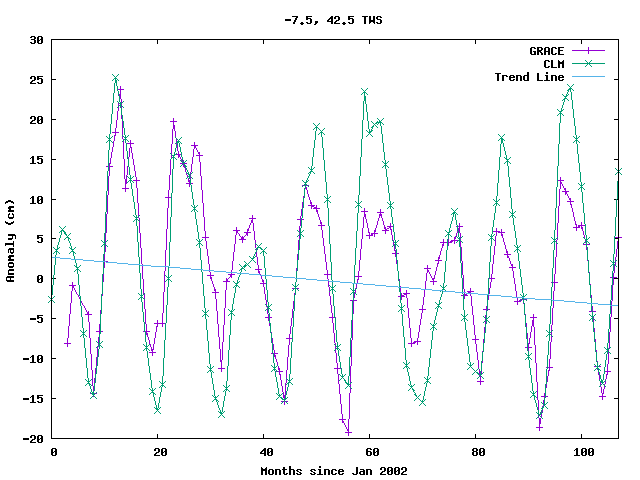 -7.5, 42.5 TWS
30
25
20
15
10
5
0
-5
-10
-15
-20
Anomaly (cm)
GRACE
CLM
Trend Line
0 20 40 60 80 100
Months since Jan 2002